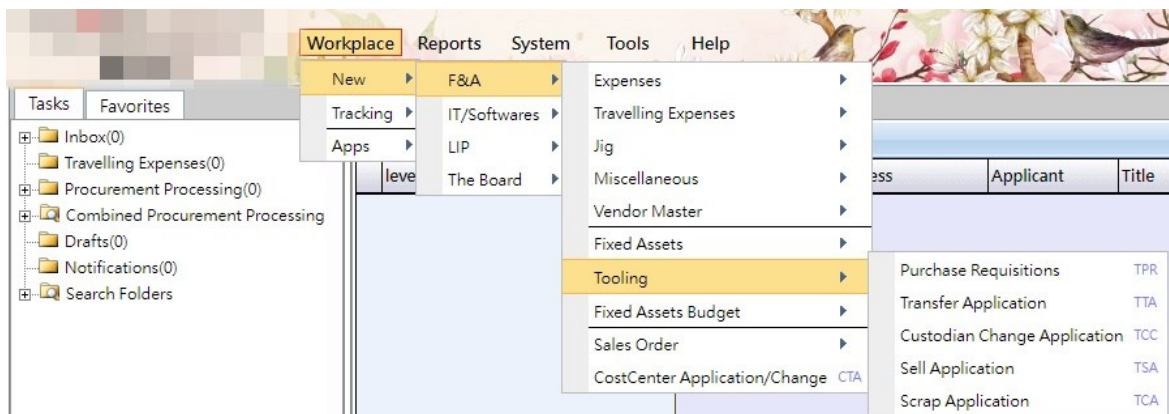 Workplace Reports System Tools Help
New F&A Expenses
Tasks Favorites
Tracking IT/Softwares Travelling Expenses
Inbox(0)
Apps LIP Jig
Travelling Expenses(0)
leve The Board Miscellaneous ess Applicant Title
Procurement Processing(0)
Vendor Master
Combined Procurement Processing
Drafts(0) Fixed Assets
Notifications(0) Tooling Purchase Requisitions TPR
Search Folders
Fixed Assets Budget Transfer Application TTA
Sales Order Custodian Change Application TCC
CostCenter Application/Change CTA Sell Application TSA
Scrap Application TCA